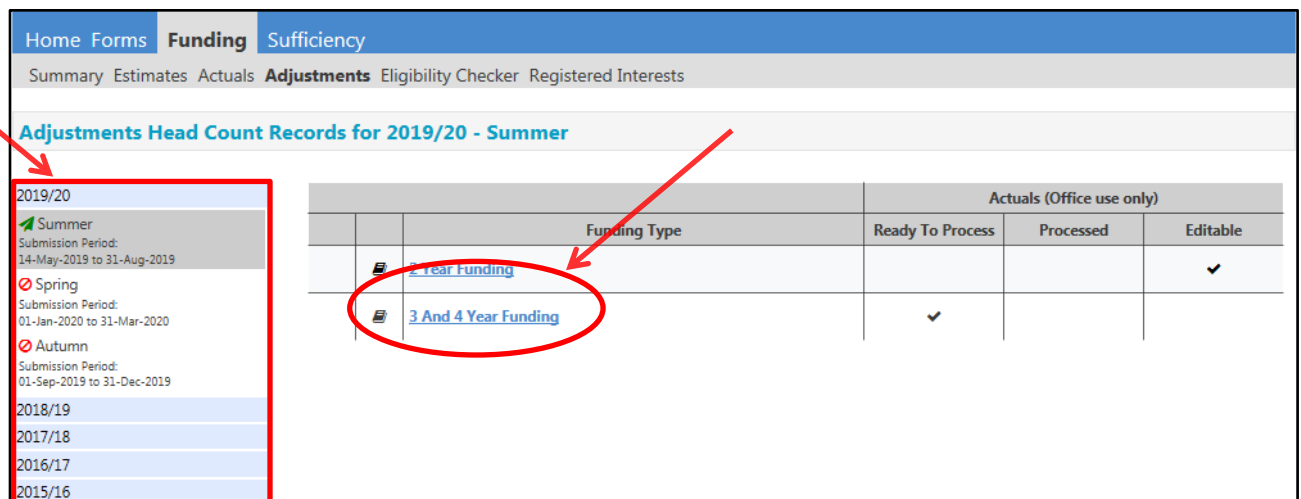 Home Forms Funding Sufficiency
Summary Estimates Actuals Adjustments Eligibility Checker Registered Interests
Adjustments Head Count Records for 2019/20 - Summer
2019/20
Summer
Submission Period:
14-May-2019 to 31-Aug-2019
Spring
Submission Period:
01-Jan-2020 to 31-Mar-2020
Autumn
Submission Period:
01-Sep-2019 to 31-Dec-2019
2018/19
2017/18
2016/17
2015/16
Actuals (Office use only)
Funding Type Ready To Process Processed Editable
2 Year Funding
3 And 4 Year Funding